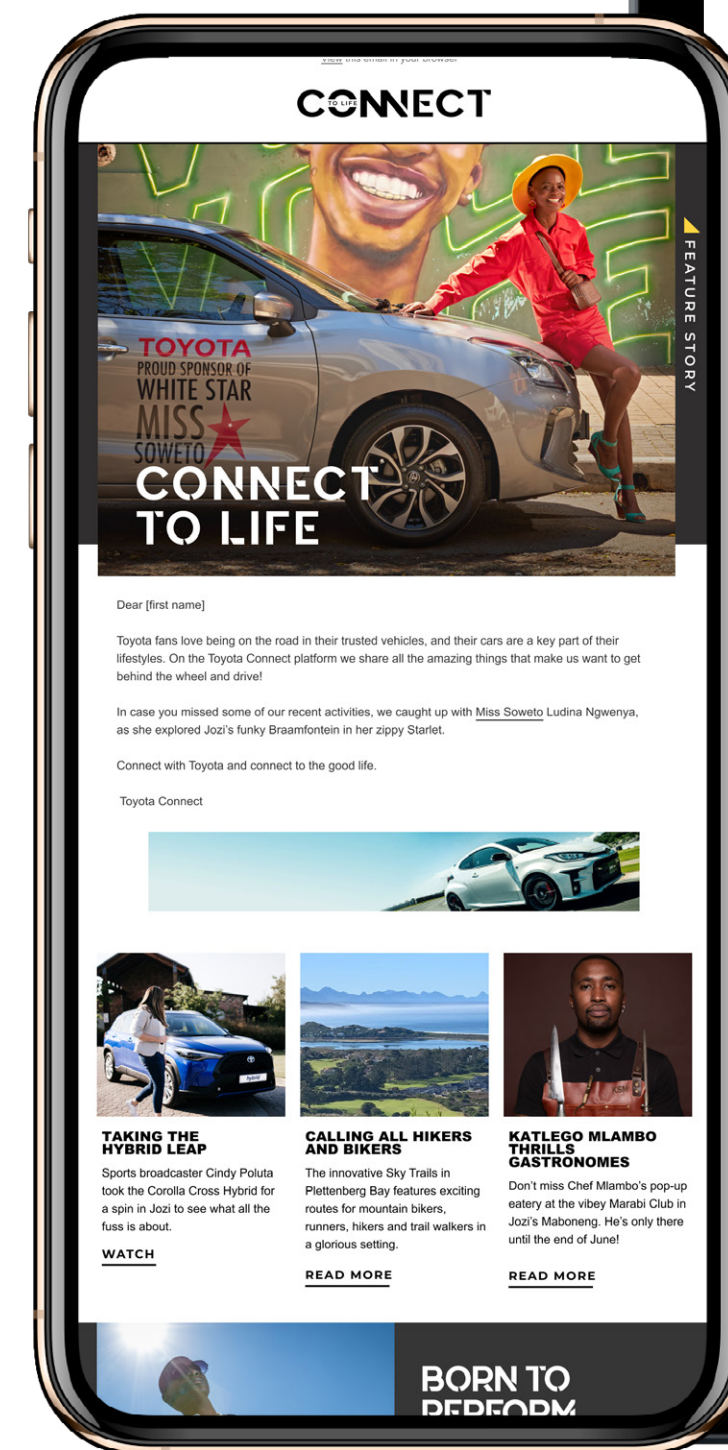 View this email in your browser
CONNECT
TO LIFE
FEATURE STORY
TOYOTA
PROUD SPONSOR OF
WHITE STAR
MISS
SOWETO
CONNECT
TO LIFE
Dear [first name]
Toyota fans love being on the road in their trusted vehicles, and their cars are a key part of their
lifestyles. On the Toyota Connect platform we share all the amazing things that make us want to get
behind the wheel and drive!
In case you missed some of our recent activities, we caught up with Miss Soweto Ludina Ngwenya,
as she explored Jozi's funky Braamfontein in her zippy Starlet.
Connect with Toyota and connect to the good life.
Toyota Connect
hybrid
TAKING THE
HYBRID LEAP
Sports broadcaster Cindy Poluta
took the Corolla Cross Hybrid for
a spin in Jozi to see what all the
fuss is about.
WATCH
CALLING ALL HIKERS
AND BIKERS
The innovative Sky Trails in
Plettenberg Bay features exciting
routes for mountain bikers,
runners, hikers and trail walkers in
a glorious setting.
READ MORE
KATLEGO MLAMBO
THRILLS
GASTRONOMES
Don't miss Chef Mlambo's pop-up
eatery at the vibey Marabi Club in
Jozi's Maboneng. He's only there
until the end of June!
READ MORE
BORN TO
PERFORM